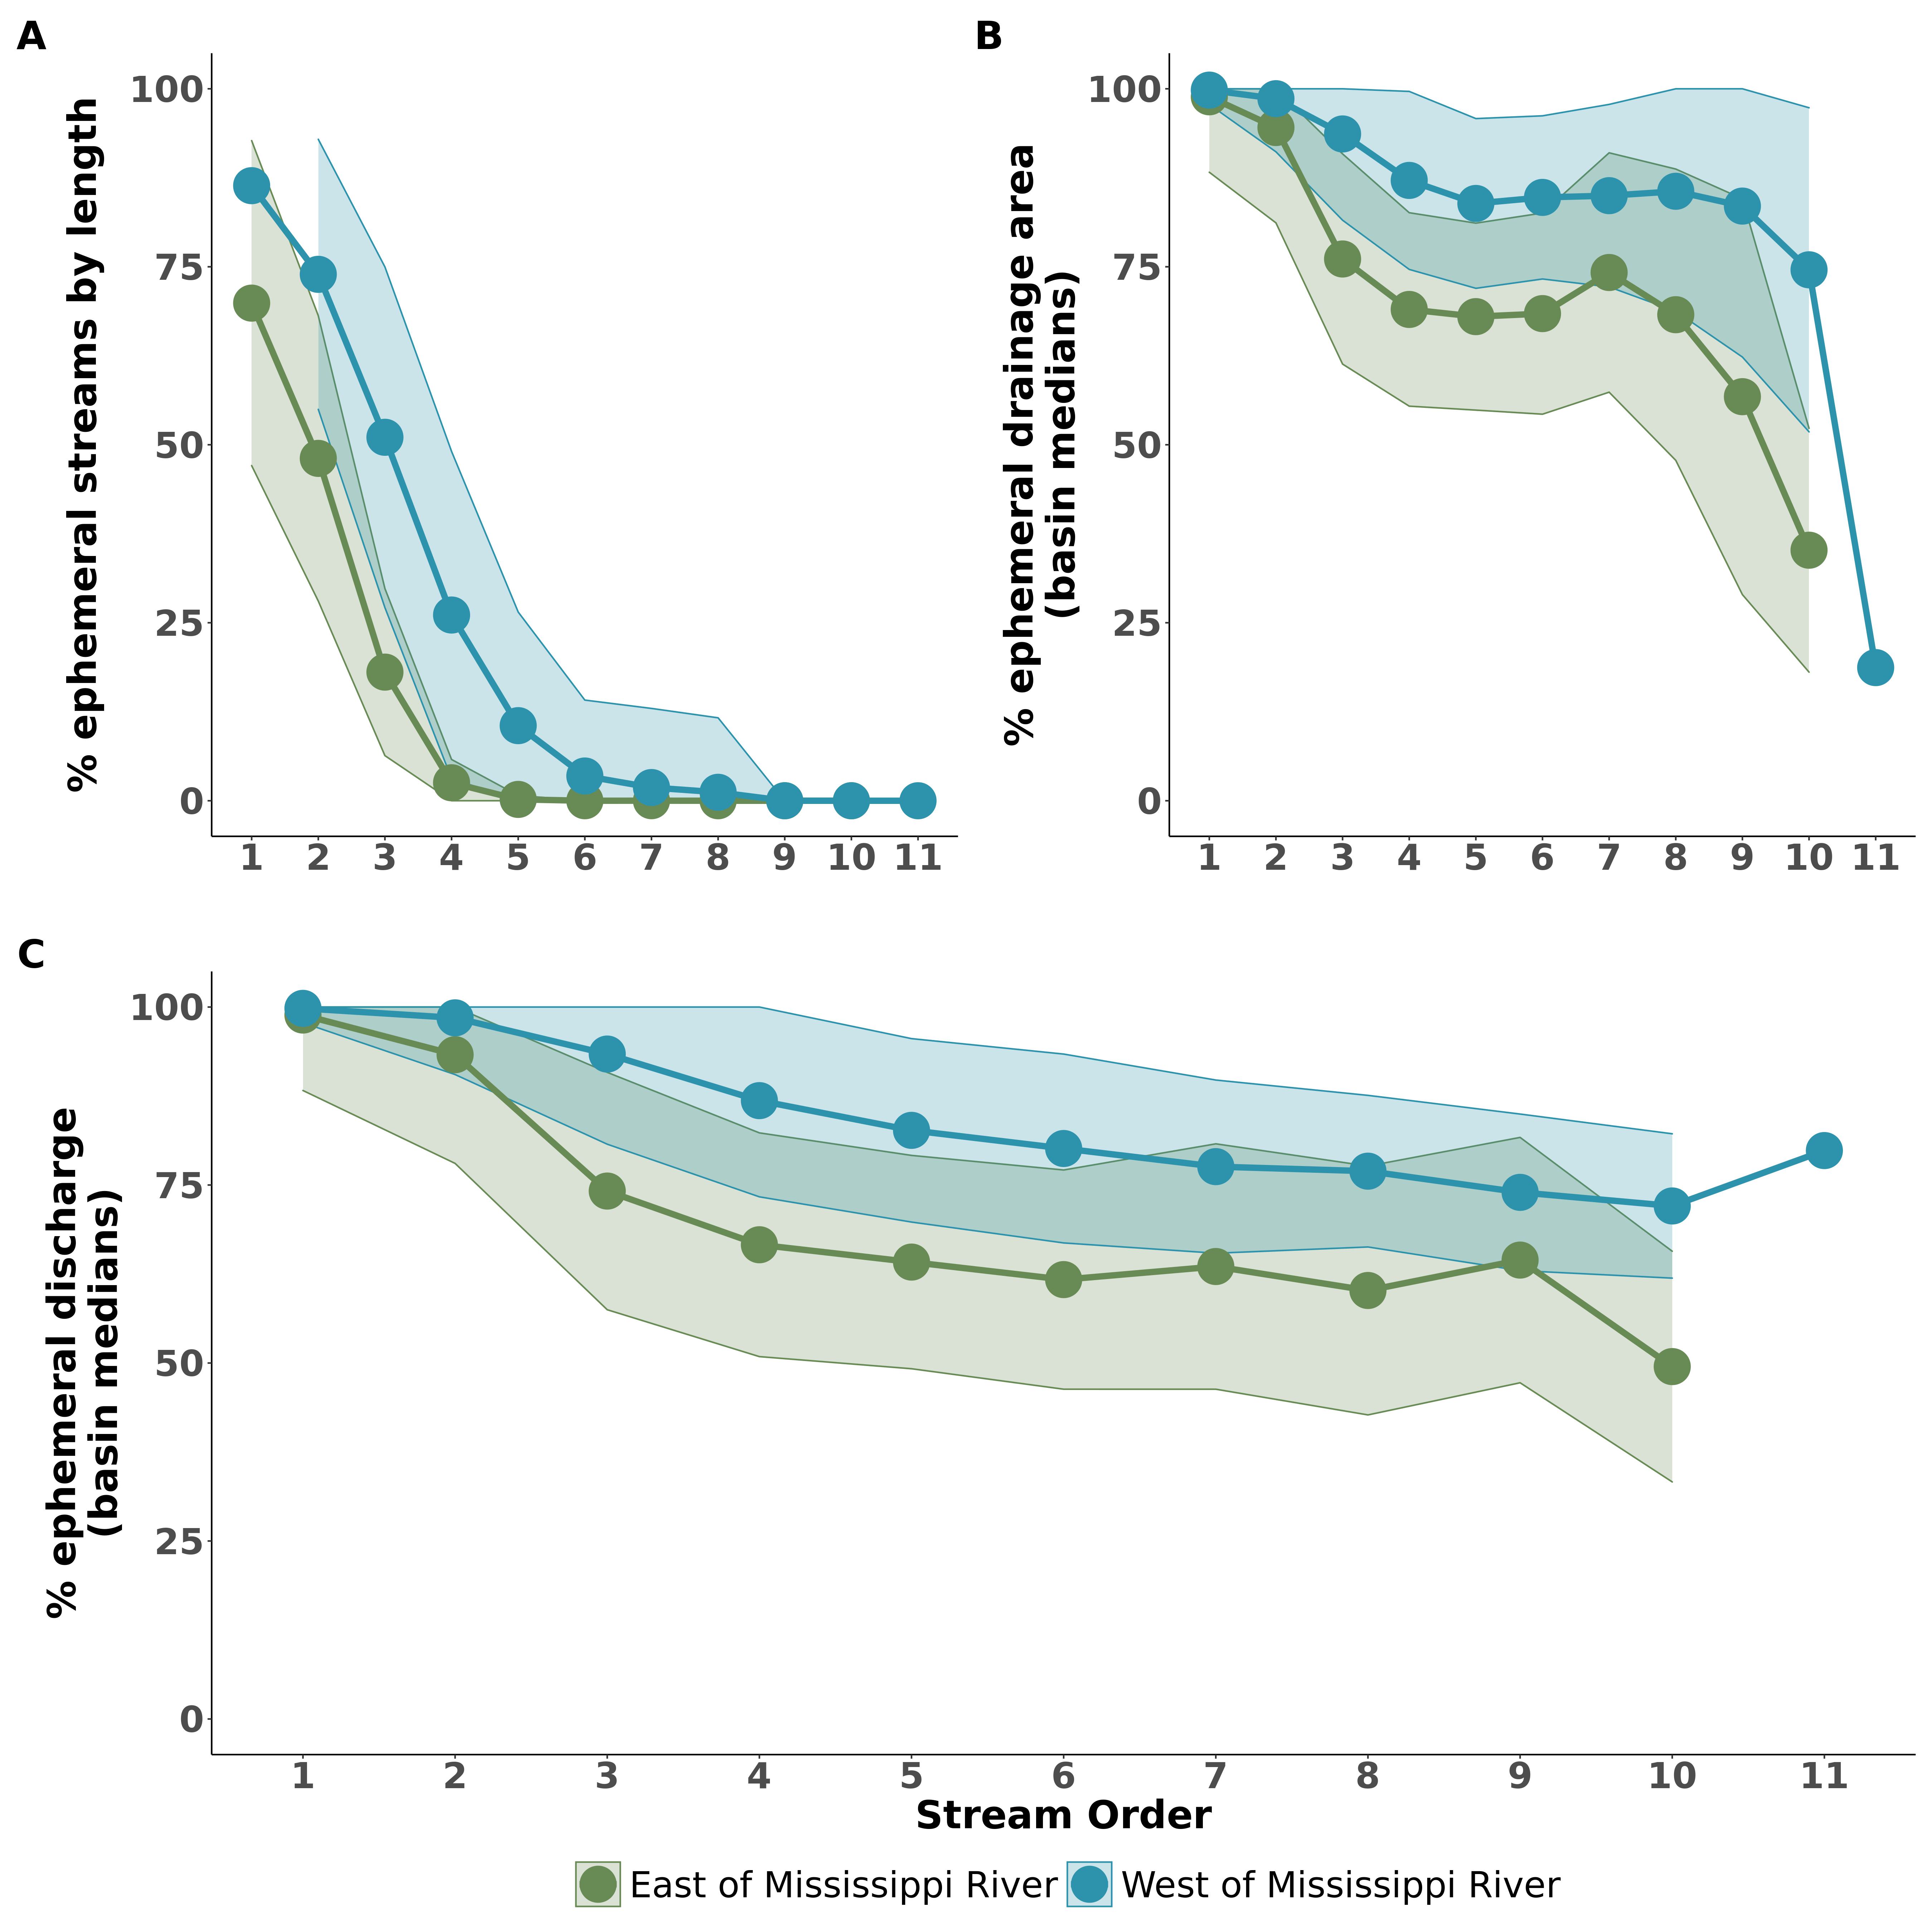 A
% ephemeral streams by length
100
75
50
25
0
1 2 3 4 5 6 7 8 9 10 11
B
% ephemeral drainage area
(basin medians)
100
75
50
25
0
1 2 3 4 5 6 7 8 9 10 11
C
% ephemeral discharge
(basin medians)
100
75
50
25
0
1 2 3 4 5 6 7 8 9 10 11
Stream Order
East of Mississippi River West of Mississippi River